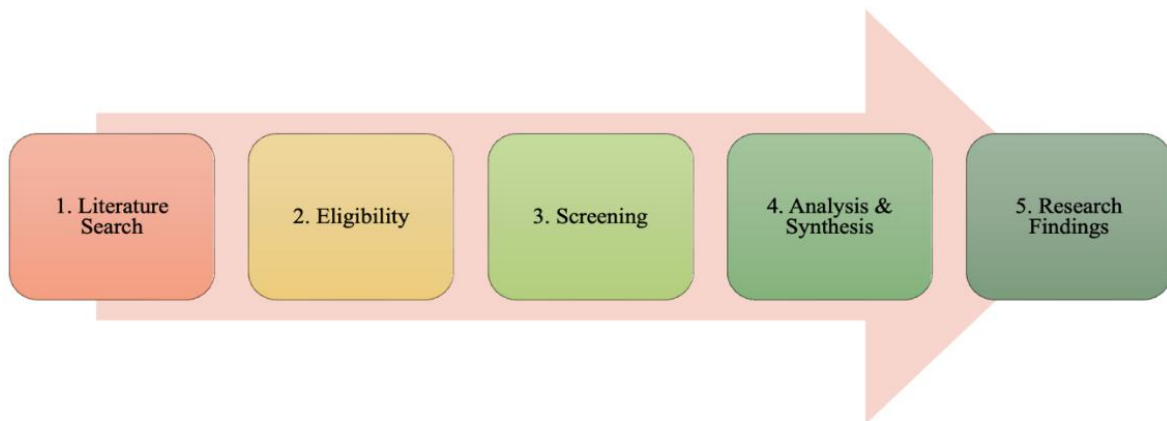 1. Literature
Search
2. Eligibility
3. Screening
4. Analysis &
Synthesis
5. Research
Findings